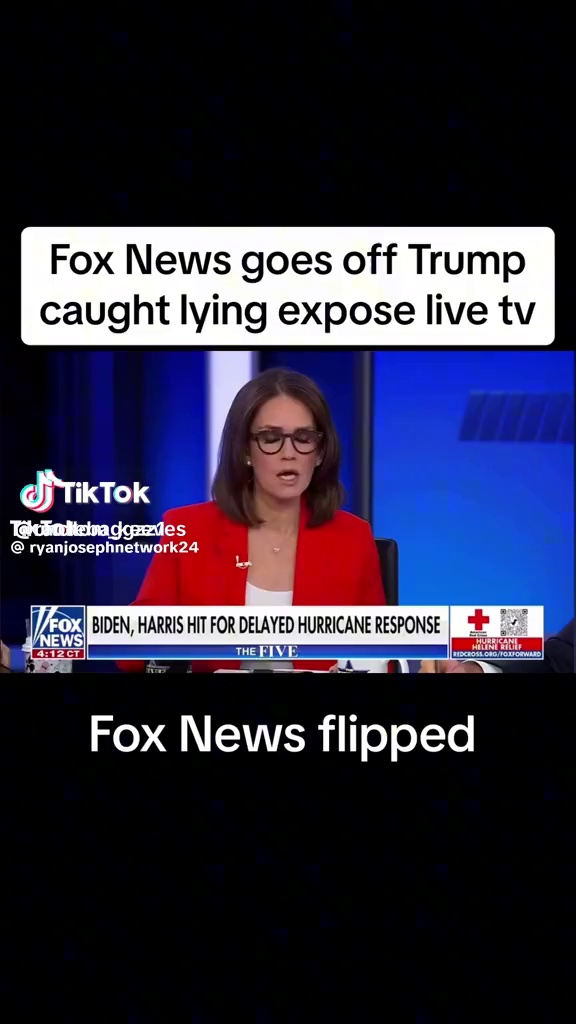 Fox News goes off Trump
caught lying expose live tv
TikTok
@ ryanjosephnetwork24
FOX
NEWS
4:12 CT
BIDEN, HARRIS HIT FOR DELAYED HURRICANE RESPONSE
THE FIVE
HURRICANE
HELENE RELIEF
REDCROSS.ORG/FOXFORWARD
Fox News flipped